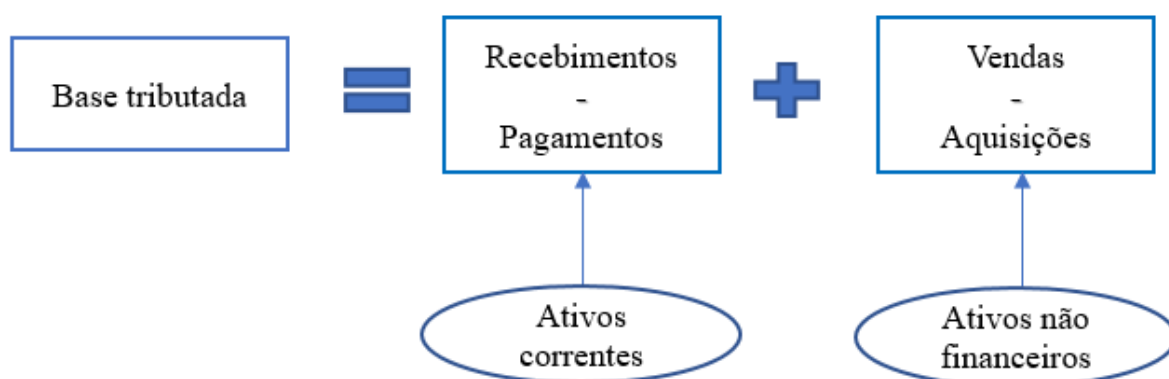 Base tributada
Recebimentos
-
Pagamentos
Vendas
-
Aquisições
Ativos
correntes
Ativos não
financeiros